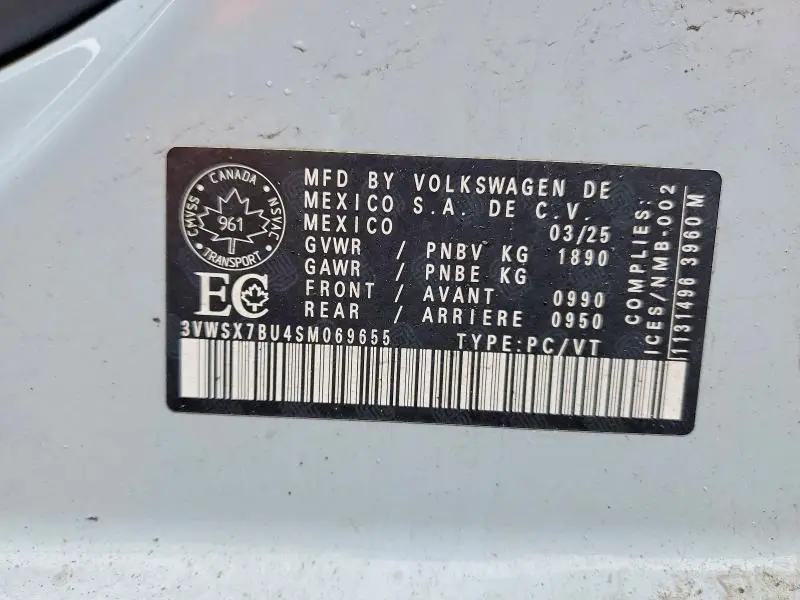 CANADA
CMVSS
NSVAC
961
TRANSPORT
EC
MFD BY VOLKSWAGEN DE
MEXICO S.A. DE C.V.
MEXICO 03/25
GVWR / PNBV KG 1890
GAWR / PNBE KG
FRONT / AVANT 0990
REAR / ARRIERE 0950
3VWSX7BU4SM069655 TYPE:PC/VT
COMPLIES:
ICES/NMB-002
1131496 3960 M